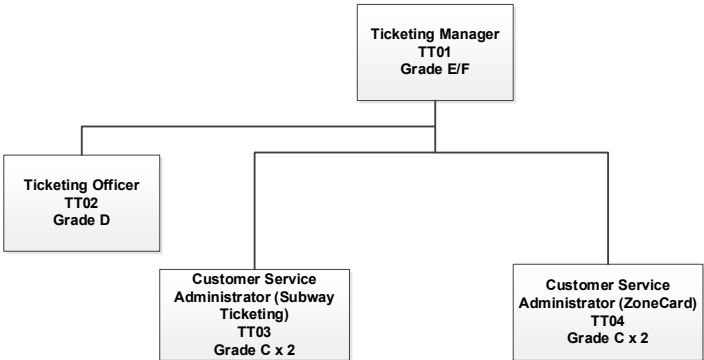 Ticketing Manager
TT01
Grade E/F
Ticketing Officer
TT02
Grade D
Customer Service
Administrator (Subway
Ticketing)
TT03
Grade C x 2
Customer Service
Administrator (ZoneCard)
TT04
Grade C x 2